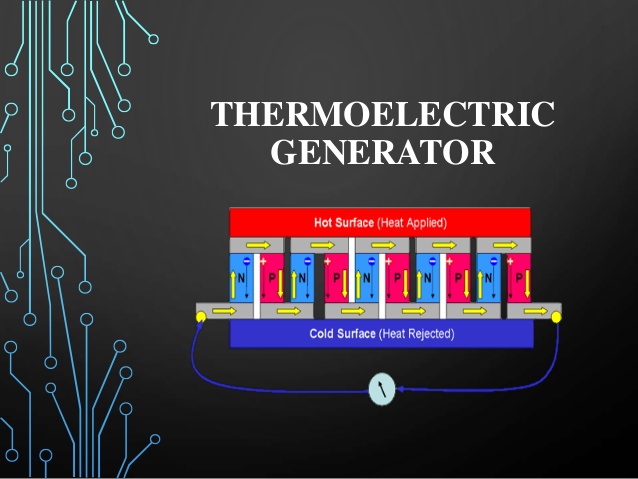 THERMOELECTRIC
GENERATOR
Hot Surface (Heat Applied)
N P N P N P N P N P
Cold Surface (Heat Rejected)